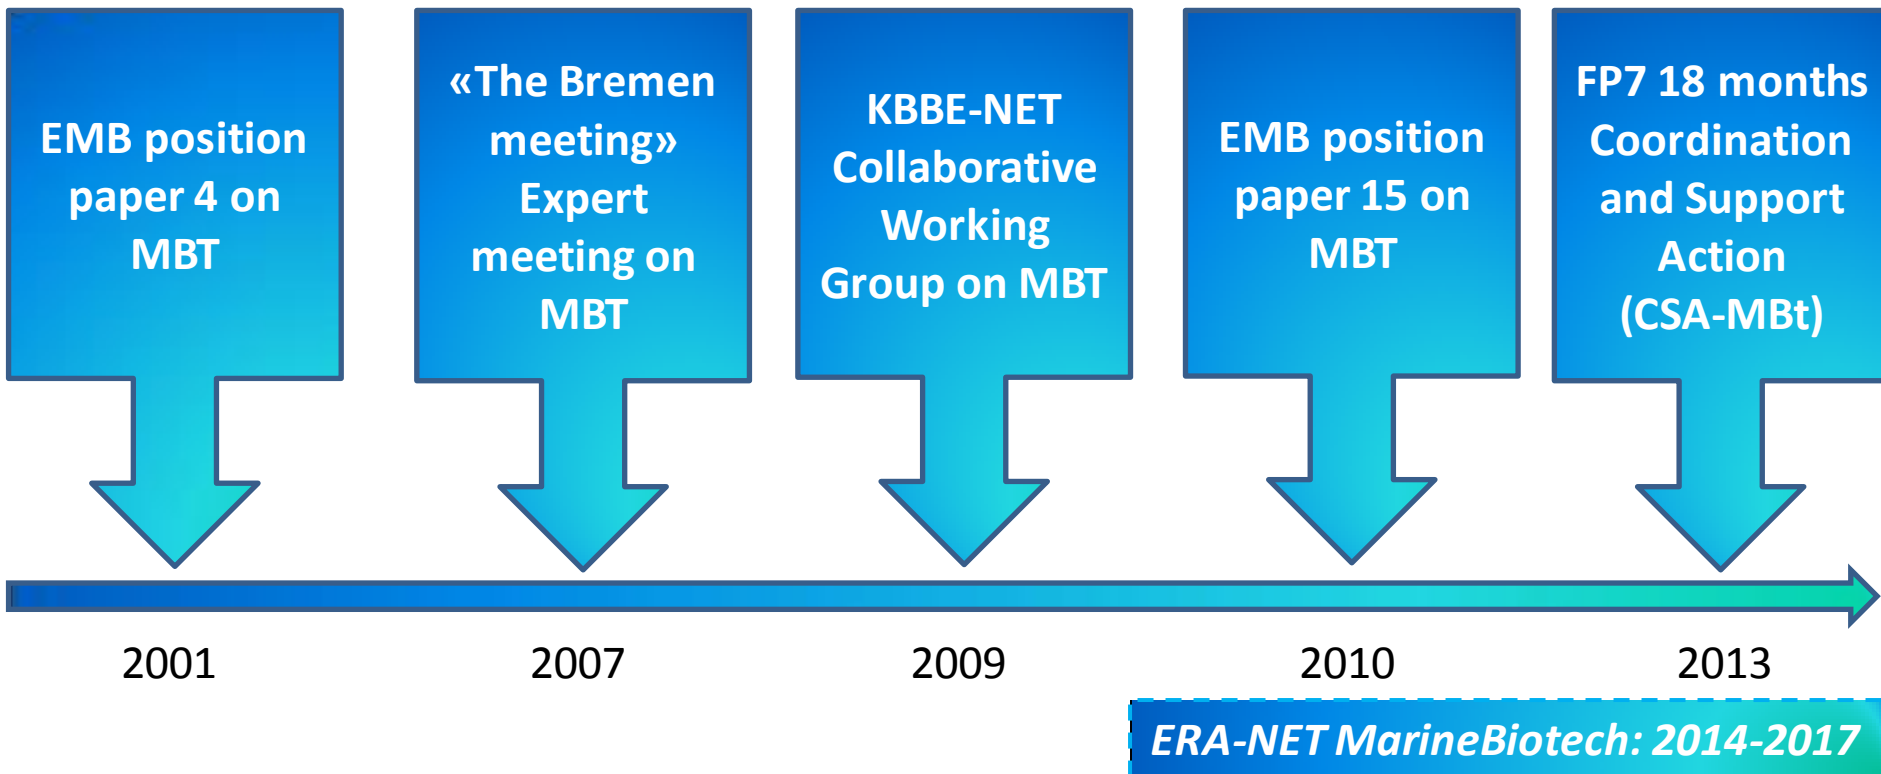 EMB position
paper 4 on
MBT
«The Bremen
meeting»
Expert
meeting on
MBT
KBBE-NET
Collaborative
Working
Group on MBT
EMB position
paper 15 on
MBT
FP7 18 months
Coordination
and Support
Action
(CSA-MBt)
2001
2007
2009
2010
2013
ERA-NET MarineBiotech: 2014-2017